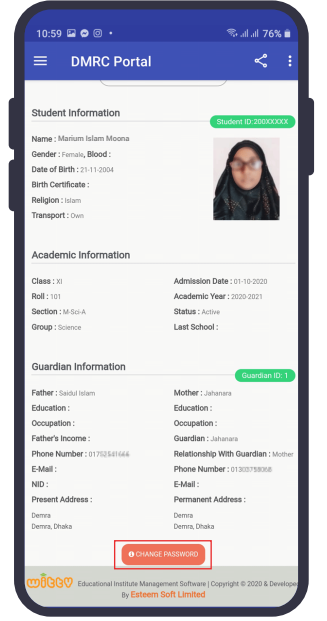 10:59 76%
DMRC Portal
Student Information
Student ID:200XXXXX
Name : Marium Islam Moona
Gender : Female, Blood :
Date of Birth : 21-11-2004
Birth Certificate :
Religion : Islam
Transport : Own
Academic Information
Class : XI Admission Date : 01-10-2020
Roll : 101 Academic Year : 2020-2021
Section : M-Sci-A Status : Active
Group : Science Last School :
Guardian Information
Guardian ID: 1
Father : Saidul Islam Mother : Jahanara
Education : Education :
Occupation : Occupation :
Father's Income : Guardian : Jahanara
Phone Number : Relationship With Guardian : Mother
E-Mail : Phone Number :
NID : E-Mail :
Present Address : Permanent Address :
Demra Demra
Demra, Dhaka Demra, Dhaka
CHANGE PASSWORD
Educational Institute Management Software | Copyright © 2020 & Develope
By Esteem Soft Limited